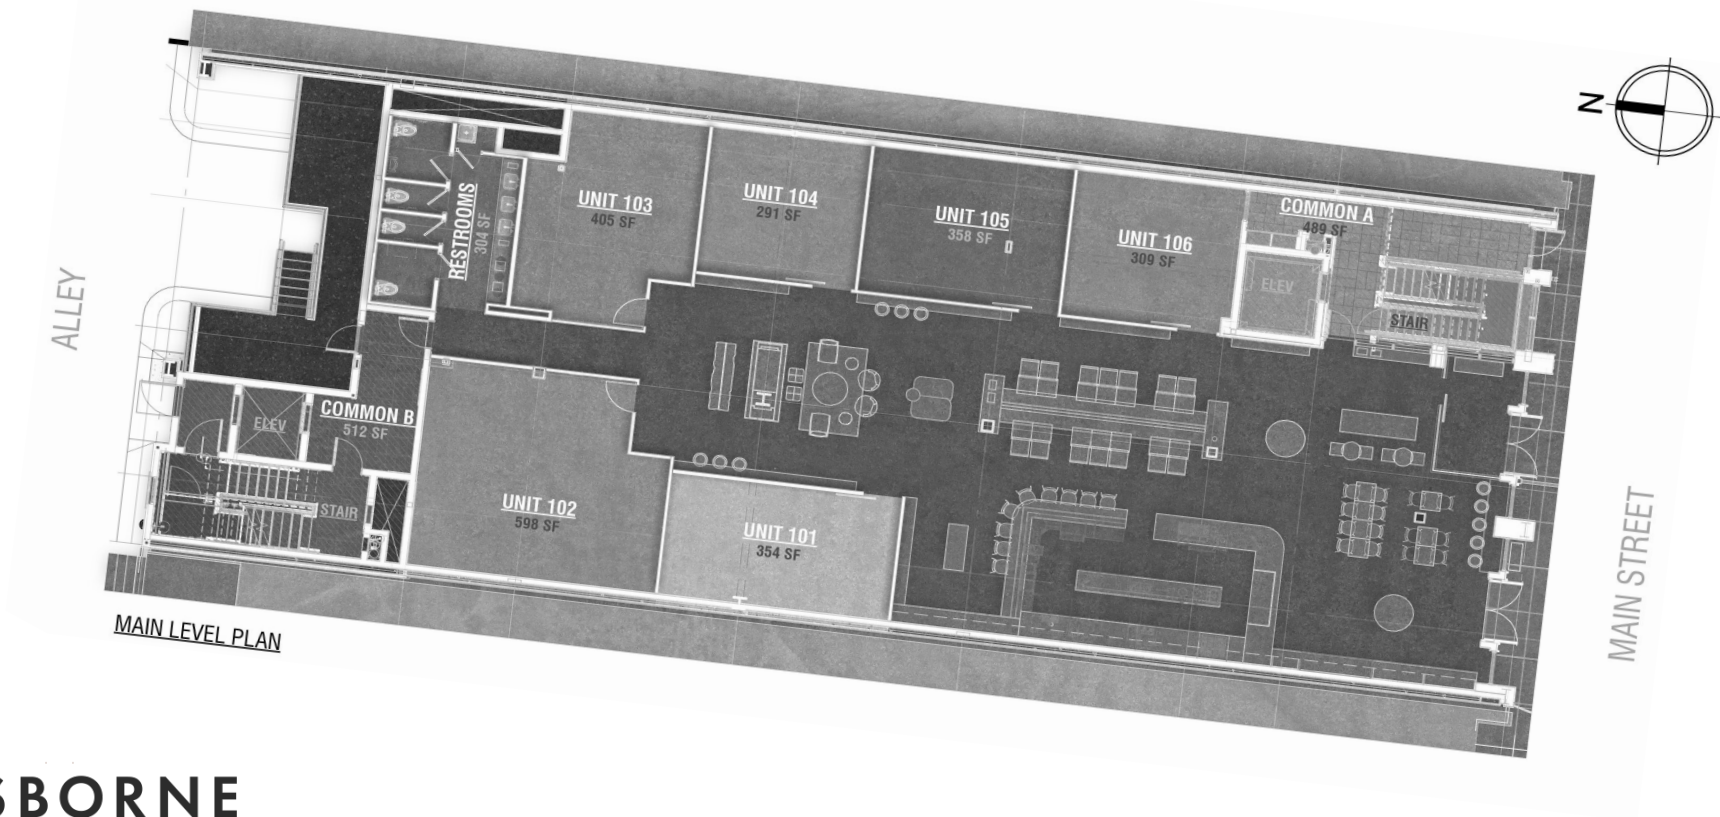 N
UNIT 103
405 SF
UNIT 104
291 SF
UNIT 105
358 SF
UNIT 106
309 SF
COMMON A
489 SF
RESTROOMS
304 SF
ELEV
STAIR
ALLEY
COMMON B
512 SF
ELEV
STAIR
UNIT 102
598 SF
UNIT 101
354 SF
MAIN STREET
MAIN LEVEL PLAN
SBORNE